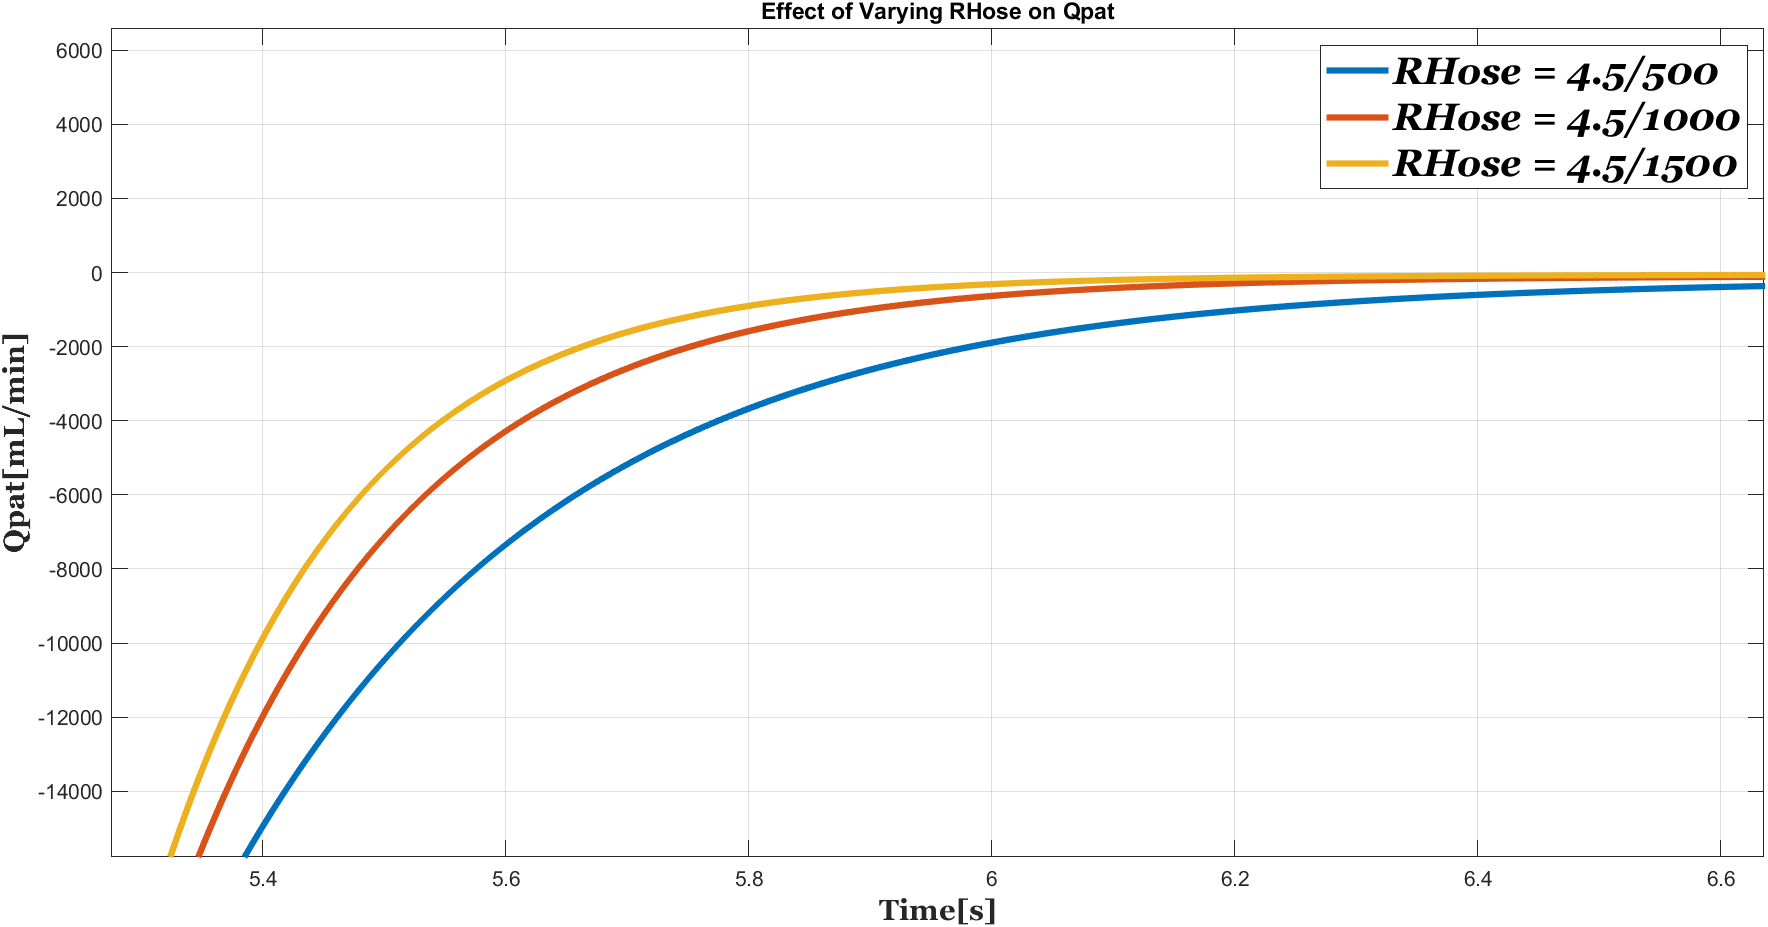 Effect of Varying RHose on Qpat
6000
4000
2000
0
-2000
-4000
-6000
-8000
-10000
-12000
-14000
Qpat[mL/min]
RHose = 4.5/500
RHose = 4.5/1000
RHose = 4.5/1500
5.4 5.6 5.8 6 6.2 6.4 6.6
Time[s]